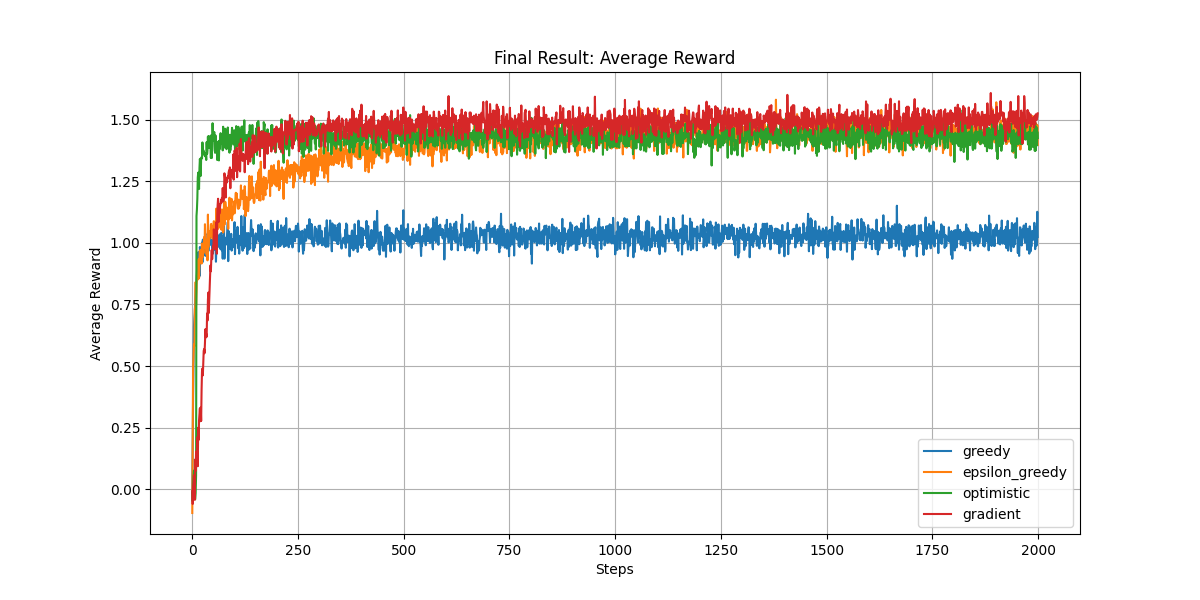 Final Result: Average Reward
Average Reward
1.50
1.25
1.00
0.75
0.50
0.25
0.00
0 250 500 750 1000 1250 1500 1750 2000
Steps
greedy
epsilon_greedy
optimistic
gradient